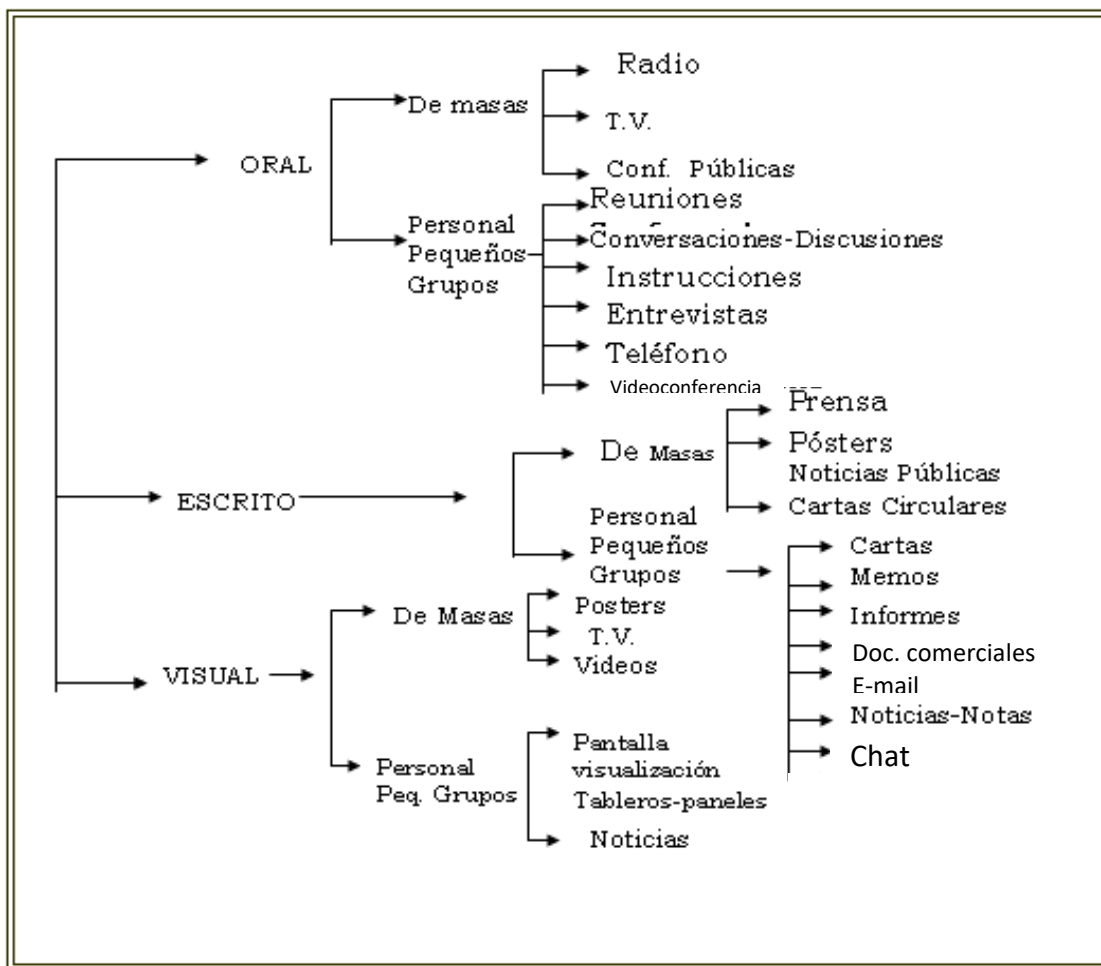 ORAL
De masas
Radio
T.V.
Conf. Públicas
Personal
Pequeños
Grupos
Reuniones
Conversaciones-Discusiones
Instrucciones
Entrevistas
Teléfono
Videoconferencia
ESCRITO
De Masas
Prensa
Pósters
Noticias Públicas
Cartas Circulares
Personal
Pequeños
Grupos
Cartas
Memos
Informes
Doc. comerciales
E-mail
Noticias-Notas
Chat
VISUAL
De Masas
Posters
T.V.
Videos
Personal
Peq. Grupos
Pantalla
visualización
Tableros-paneles
Noticias